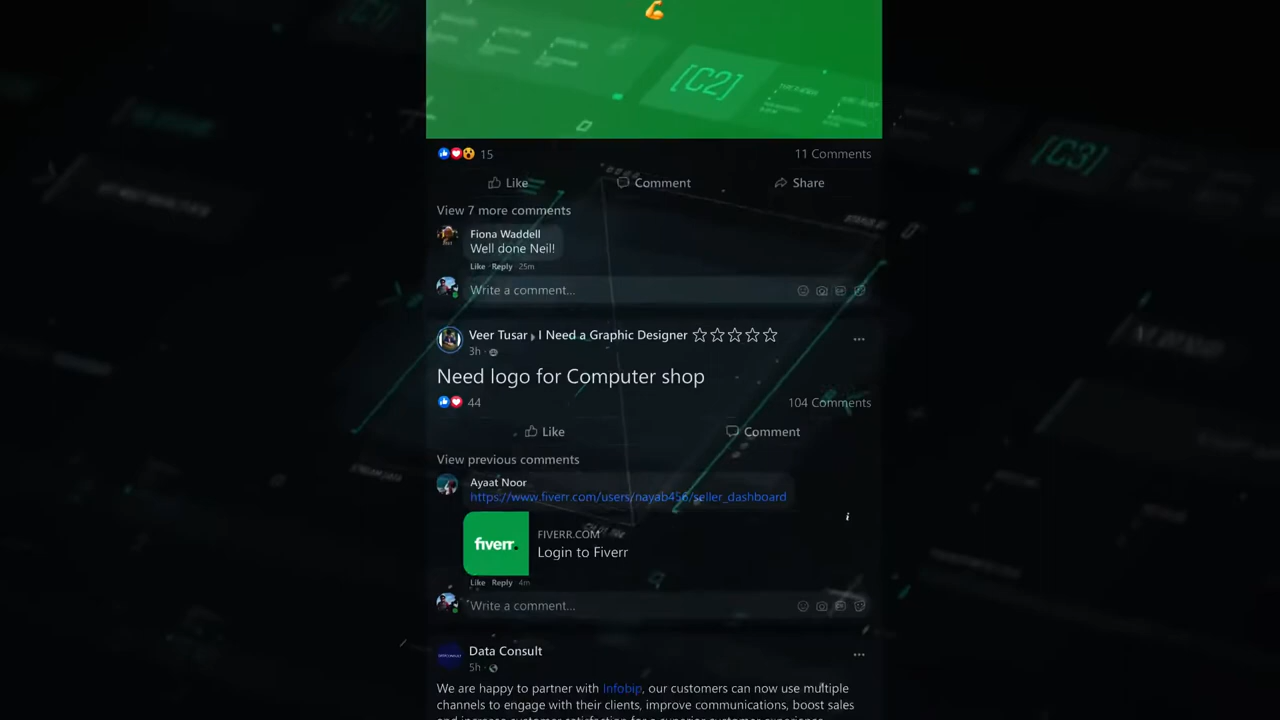 [C2]
[C3]
15
11 Comments
Like
Comment
Share
View 7 more comments
Fiona Waddell
Well done Neil!
Like Reply 25m
Write a comment...
Veer Tusar I Need a Graphic Designer ☆☆☆☆☆
3h
Need logo for Computer shop
44
104 Comments
Like
Comment
View previous comments
Ayaat Noor
https://www.fiverr.com/users/nayab456/seller_dashboard
fiverr.
FIVERR.COM
Login to Fiverr
Like Reply 4m
Write a comment...
Data Consult
5h
We are happy to partner with Infobip, our customers can now use multiple
channels to engage with their clients, improve communications, boost sales